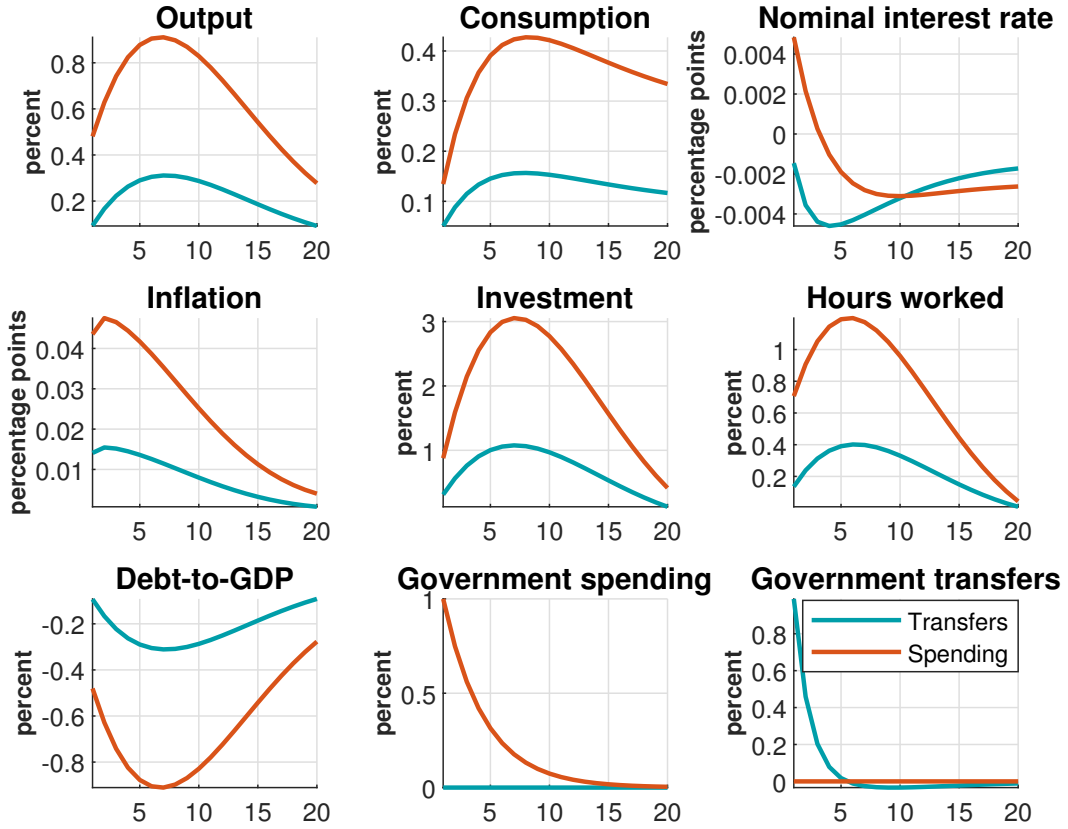 Output
percent
0.8
0.6
0.4
0.2
5 10 15 20
Consumption
percent
0.4
0.3
0.2
0.1
5 10 15 20
Nominal interest rate
percentage points
0.004
0.002
0
-0.002
-0.004
5 10 15 20
Inflation
percentage points
0.04
0.03
0.02
0.01
5 10 15 20
Investment
percent
3
2
1
5 10 15 20
Hours worked
percent
1
0.8
0.6
0.4
0.2
5 10 15 20
Debt-to-GDP
percent
-0.2
-0.4
-0.6
-0.8
5 10 15 20
Government spending
percent
1
0.5
0
5 10 15 20
Government transfers
percent
0.8
0.6
0.4
0.2
0
5 10 15 20
Transfers
Spending